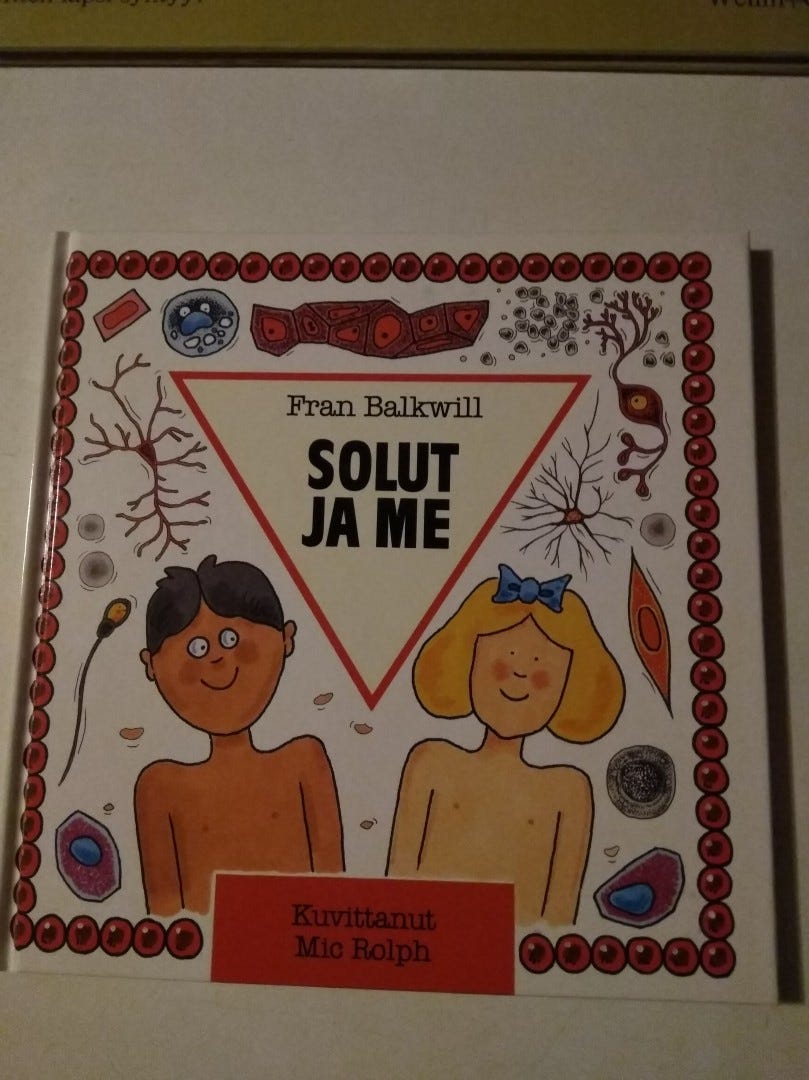 Fran Balkwill
SOLUT
JA ME
Kuvittanut
Mic Rolph